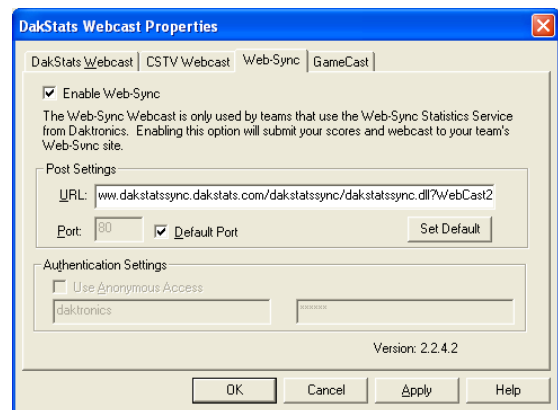 DakStats Webcast Properties
DakStats Webcast CSTV Webcast Web-Sync GameCast
Enable Web-Sync
The Web-Sync Webcast is only used by teams that use the Web-Sync Statistics Service
from Daktronics. Enabling this option will submit your scores and webcast to your team's
Web-Sync site.
Post Settings
URL: ww.dakstatssync.dakstats.com/dakstatssync/dakstatssync.dll?WebCast2
Port: 80 Default Port Set Default
Authentication Settings
Use Anonymous Access
daktronics ******
Version: 2.2.4.2
OK Cancel Apply Help